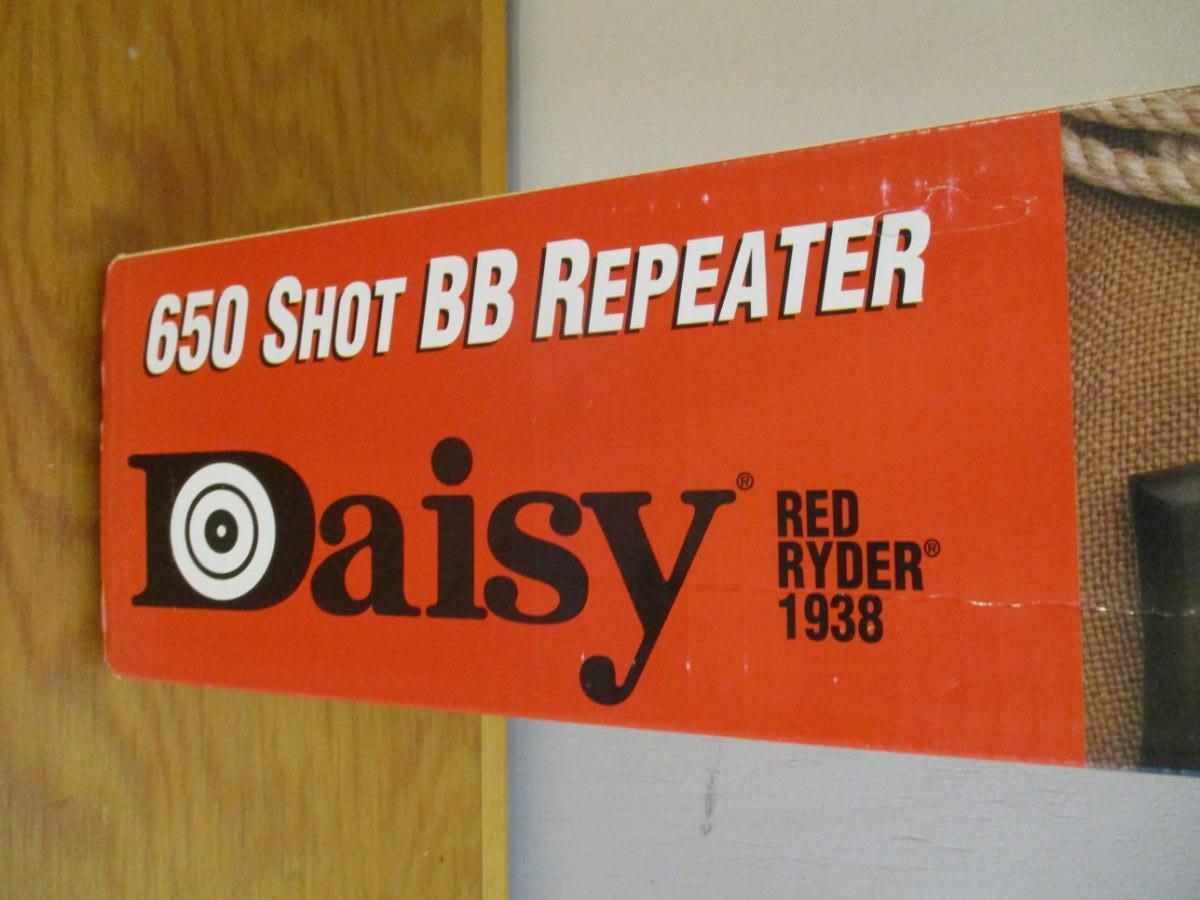 650 SHOT BB REPEATER
Daisy®
RED
RYDER®
1938